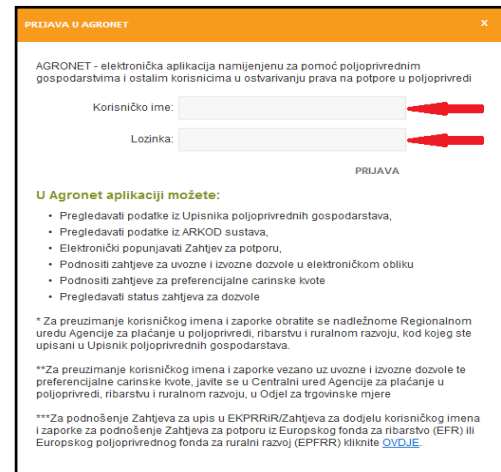 PRIJAVA U AGRONET x
AGRONET - elektronička aplikacija namijenjenu za pomoć poljoprivrednim
gospodarstvima i ostalim korisnicima u ostvarivanju prava na potpore u poljoprivredi
Korisničko ime:
Lozinka:
PRIJAVA
U Agronet aplikaciji možete:
• Pregledavati podatke iz Upisnika poljoprivrednih gospodarstava,
• Pregledavati podatke iz ARKOD sustava,
• Elektronički popunjavati Zahtjev za potporu,
• Podnositi zahtjeve za uvozne i izvozne dozvole u elektroničkom obliku
• Podnositi zahtjeve za preferencijalne carinske kvote
• Pregledavati status zahtjeva za dozvole
* Za preuzimanje korisničkog imena i zaporke obratite se nadležnome Regionalnom
uredu Agencije za plaćanje u poljoprivredi, ribarstvu i ruralnom razvoju, kod kojeg ste
upisani u Upisnik poljoprivrednih gospodarstava.
**Za preuzimanje korisničkog imena i zaporke vezano uz uvozne i izvozne dozvole te
preferencijalne carinske kvote, javite se u Centralni ured Agencije za plaćanje u
poljoprivredi, ribarstvu i ruralnom razvoju, u Odjel za trgovinske mjere
***Za podnošenje Zahtjeva za upis u EKPRRiR/Zahtjeva za dodjelu korisničkog imena
i zaporke za podnošenje Zahtjeva za potporu iz Europskog fonda za ribarstvo (EFR) ili
Europskog poljoprivrednog fonda za ruralni razvoj (EPFRR) kliknite OVDJE.